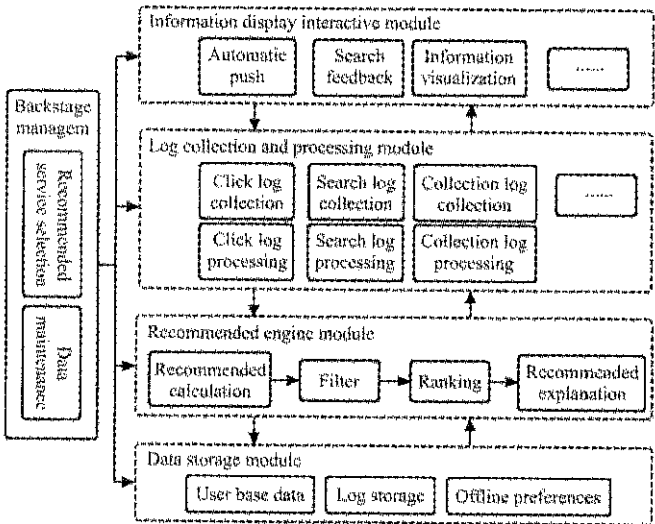 Information display interactive module
Automatic
push
Search
feedback
Information
visualization
......
Backstage
managem
Recommended
service selection
Data
maintenance
Log collection and processing module
Click log
collection
Search log
collection
Collection log
collection
......
Click log
processing
Search log
processing
Collection log
processing
Recommended engine module
Recommended
calculation
Filter
Ranking
Recommended
explanation
Data storage module
User base data
Log storage
Offline preferences